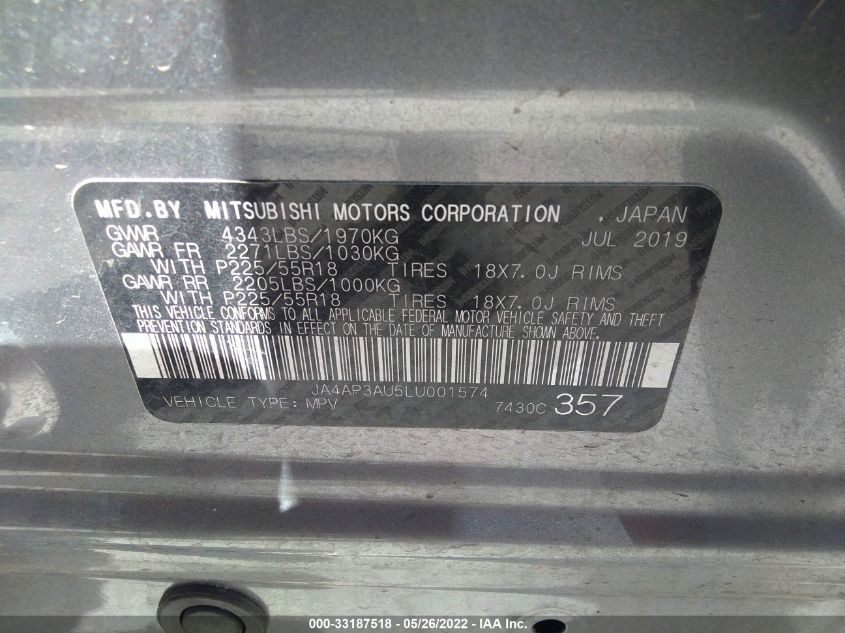 MFD.BY MITSUBISHI MOTORS CORPORATION , JAPAN
GVWR 4343LBS/1970KG JUL 2019
GAWR FR 2271LBS/1030KG
WITH P225/55R18 TIRES 18X7.0J RIMS
GAWR RR 2205LBS/1000KG
WITH P225/55R18 TIRES 18X7.0J RIMS
THIS VEHICLE CONFORMS TO ALL APPLICABLE FEDERAL MOTOR VEHICLE SAFETY AND THEFT
PREVENTION STANDARDS IN EFFECT ON THE DATE OF MANUFACTURE SHOWN ABOVE.
JA4AP3AU5LU001574
VEHICLE TYPE: MPV 7430C 357
000-33187518 - 05/26/2022 - IAA Inc.